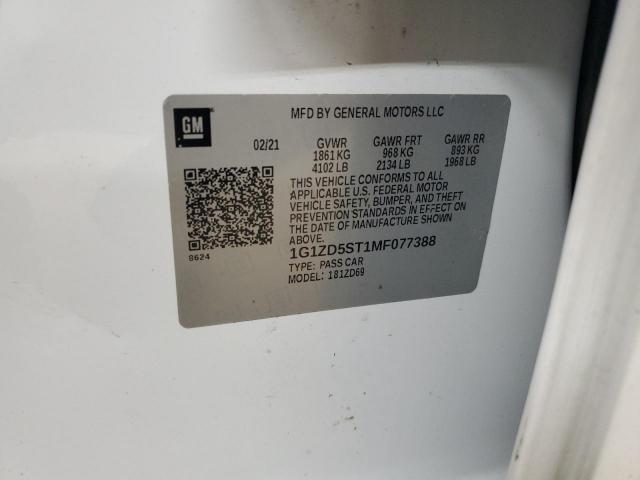 GM
MFD BY GENERAL MOTORS LLC
02/21 GVWR GAWR FRT GAWR RR
1861 KG 968 KG 893 KG
4102 LB 2134 LB 1968 LB
THIS VEHICLE CONFORMS TO ALL
APPLICABLE U.S. FEDERAL MOTOR
VEHICLE SAFETY, BUMPER, AND THEFT
PREVENTION STANDARDS IN EFFECT ON
THE DATE OF MANUFACTURE SHOWN
ABOVE.
1G1ZD5ST1MF077388
8624
TYPE: PASS CAR
MODEL: 181ZD69